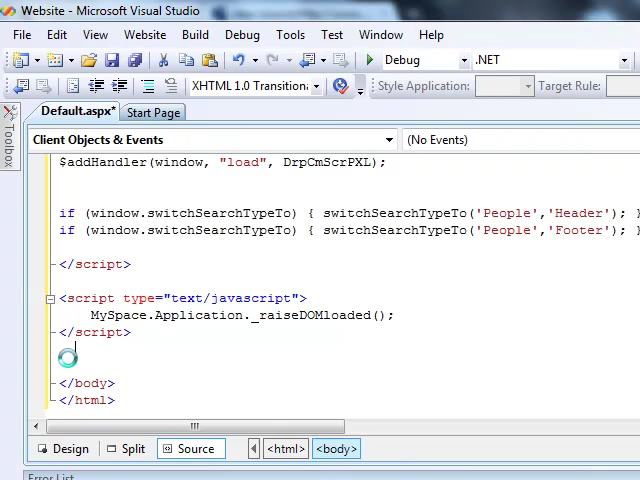 Website - Microsoft Visual Studio
File Edit View Website Build Debug Tools Test Window Help
Debug .NET
XHTML 1.0 Transitiona Style Application: Target Rule:
Toolbox
Default.aspx* Start Page
Client Objects & Events (No Events)
$addHandler(window, "load", DrpCmScrPXL);
if (window.switchSearchTypeTo) { switchSearchTypeTo('People','Header'); }
if (window.switchSearchTypeTo) { switchSearchTypeTo('People','Footer'); }
</script>
<script type="text/javascript">
MySpace.Application._raiseDOMloaded();
</script>
</body>
</html>
Design Split Source <html> <body>
Error List